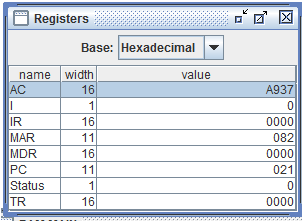 Registers
Base: Hexadecimal
name width value
AC 16 A937
I 1 0
IR 16 0000
MAR 11 082
MDR 16 0000
PC 11 021
Status 1 0
TR 16 0000